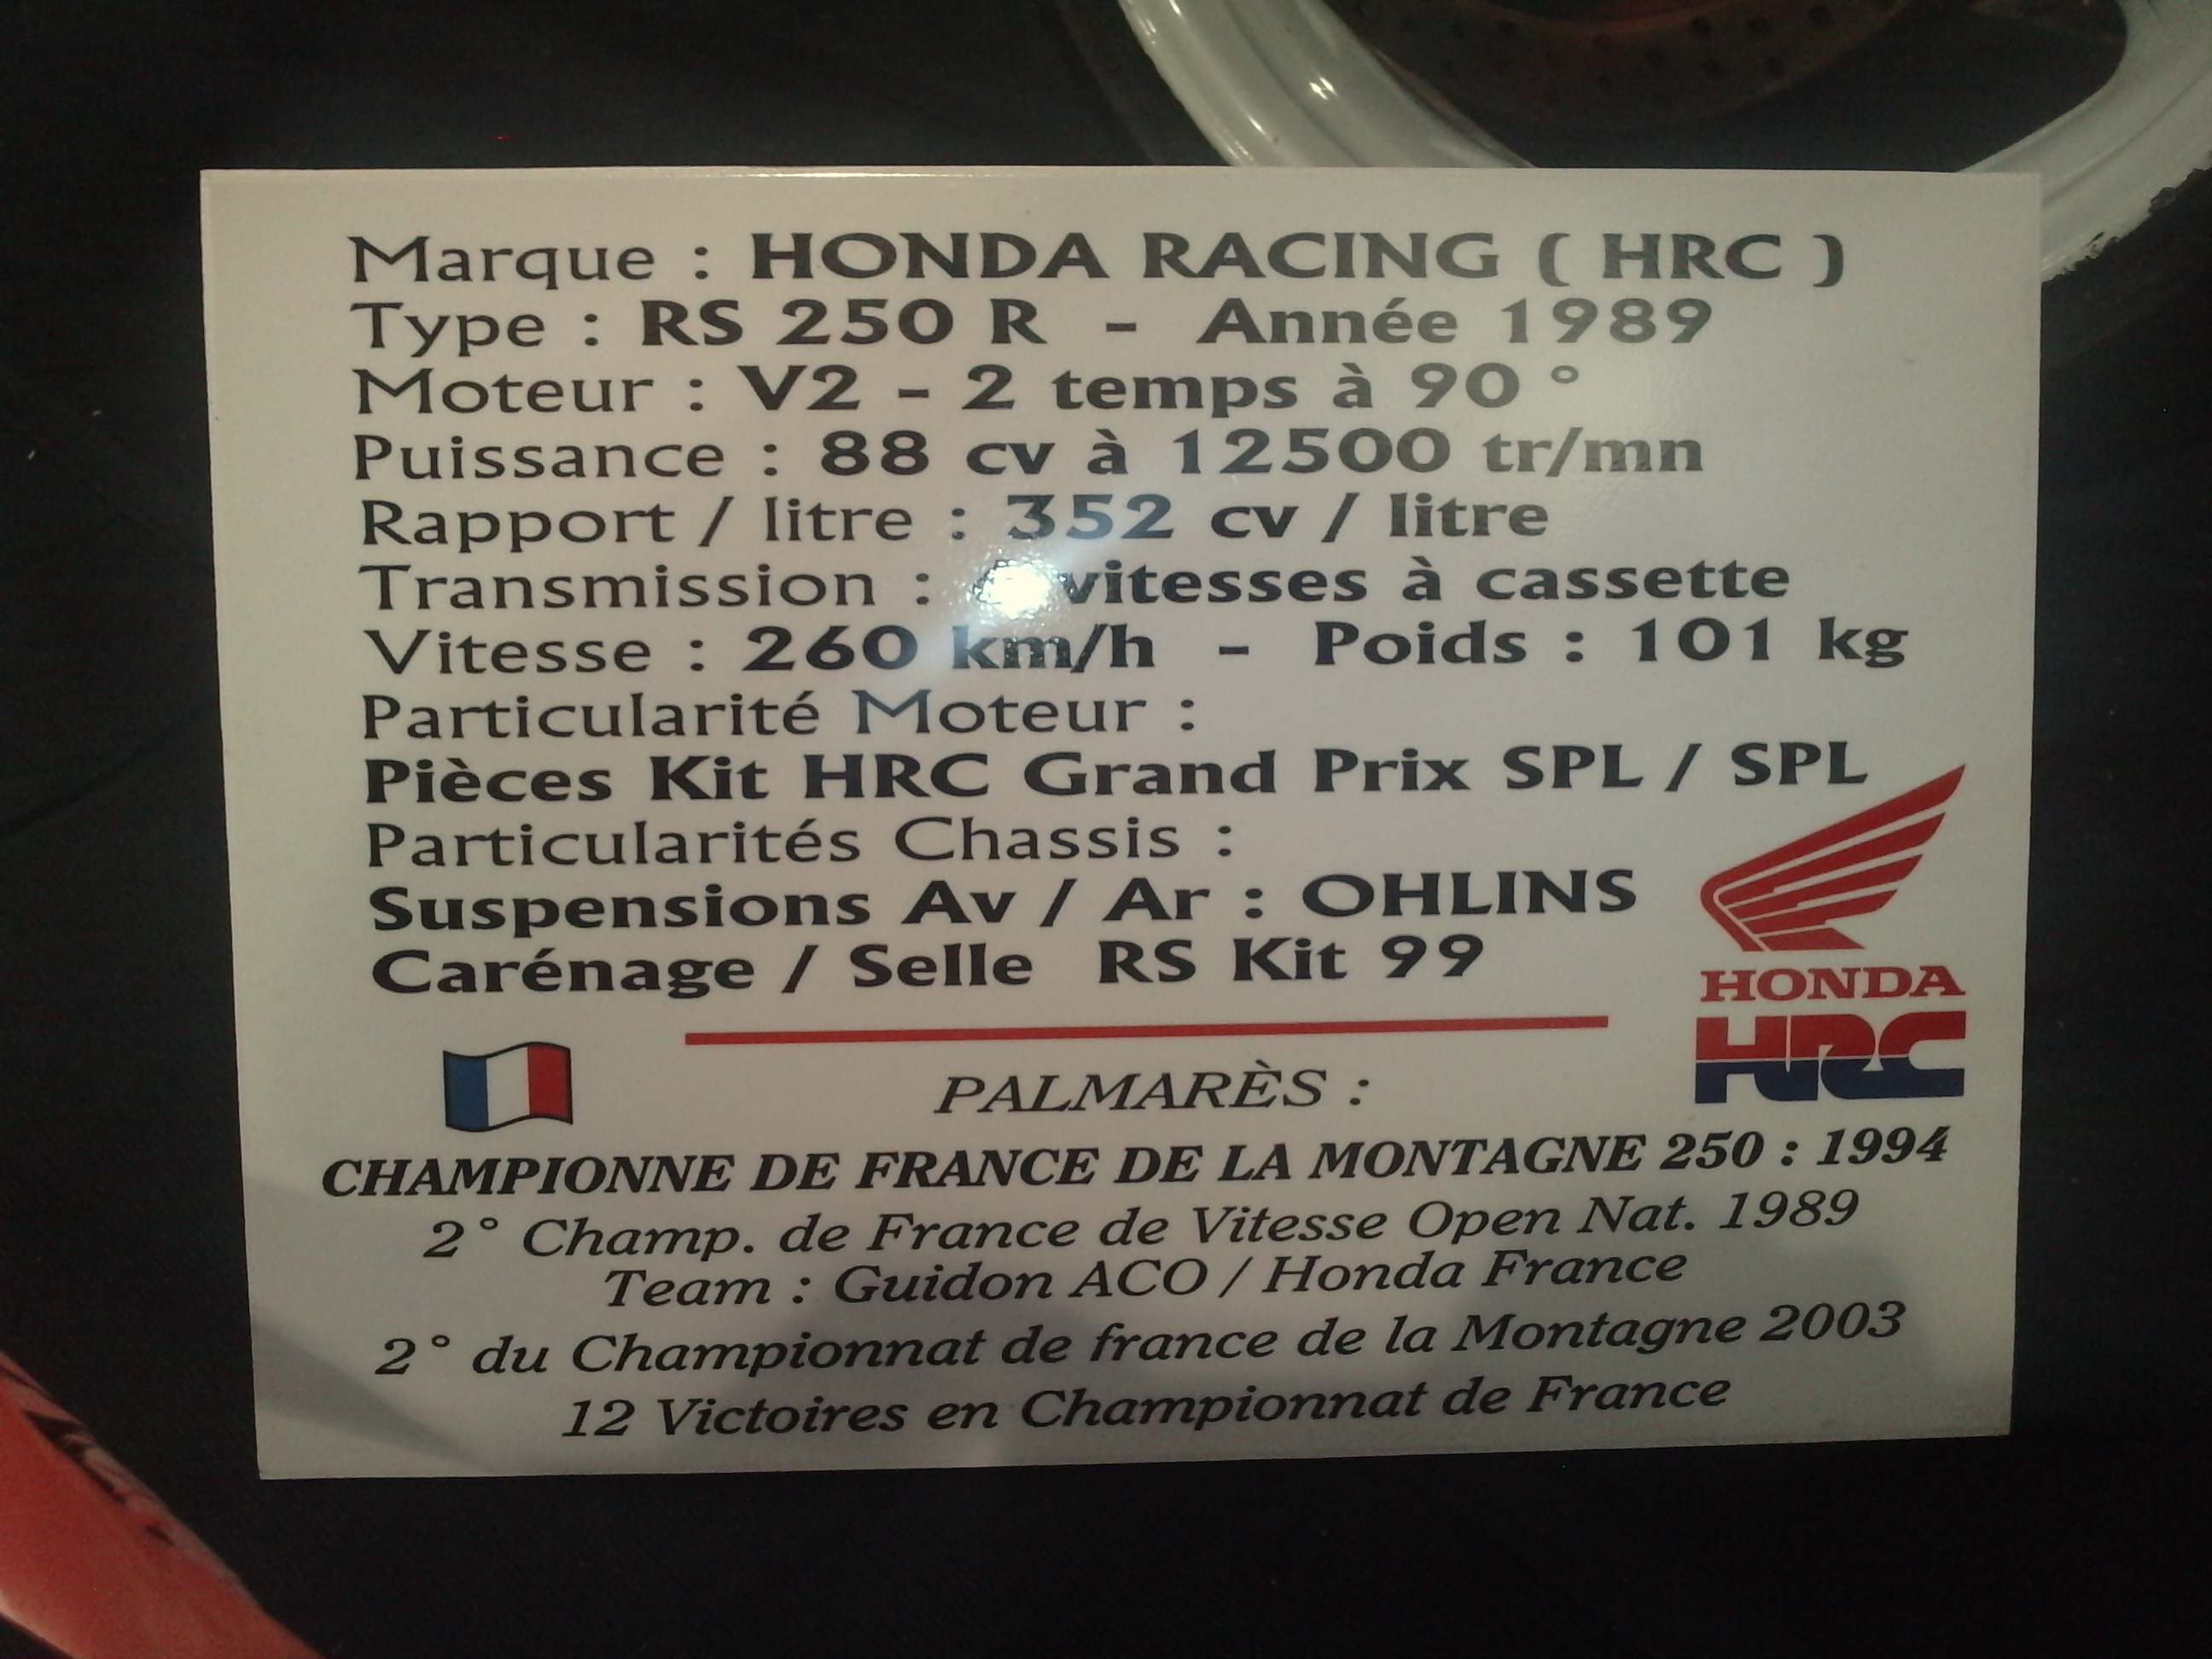 Marque : HONDA RACING ( HRC )
Type : RS 250 R - Année 1989
Moteur : V2 - 2 temps à 90 °
Puissance : 88 cv à 12500 tr/mn
Rapport / litre : 352 cv / litre
Transmission : vitesses à cassette
Vitesse : 260 km/h - Poids : 101 kg
Particularité Moteur :
Pièces Kit HRC Grand Prix SPL / SPL
Particularités Chassis :
Suspensions Av / Ar : OHLINS
Carénage / Selle RS Kit 99
HONDA
HRC
PALMARÈS :
CHAMPIONNE DE FRANCE DE LA MONTAGNE 250 : 1994
2° Champ. de France de Vitesse Open Nat. 1989
Team : Guidon ACO / Honda France
2° du Championnat de france de la Montagne 2003
12 Victoires en Championnat de France